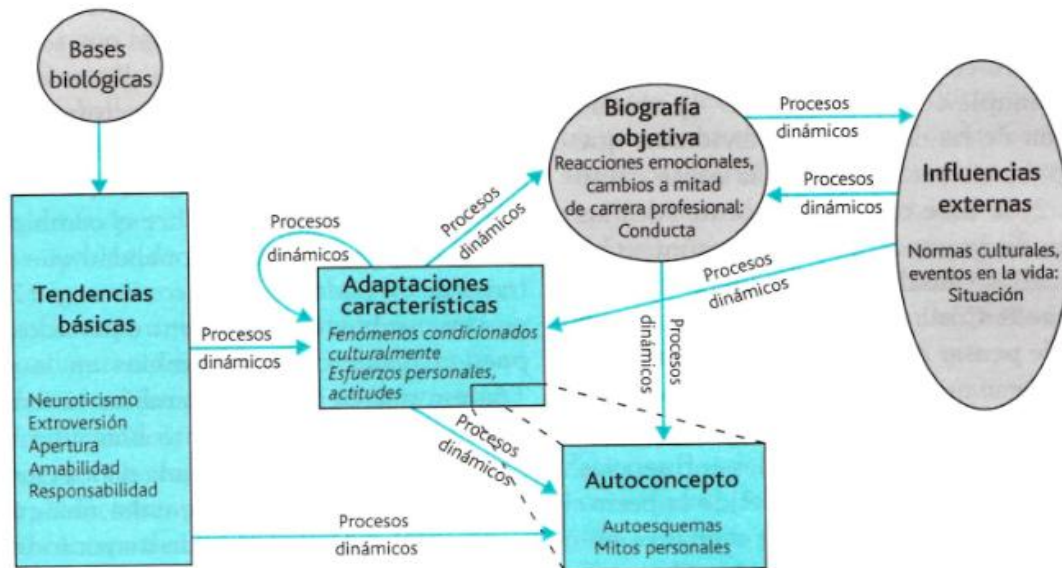 Bases
biológicas
Tendencias
básicas
Neuroticismo
Extroversión
Apertura
Amabilidad
Responsabilidad
Procesos
dinámicos
Procesos
dinámicos
Adaptaciones
características
Fenómenos condicionados
culturalmente
Esfuerzos personales,
actitudes
Procesos
dinámicos
Biografía
objetiva
Reacciones emocionales,
cambios a mitad
de carrera profesional:
Conducta
Procesos
dinámicos
Procesos
dinámicos
Influencias
externas
Normas culturales,
eventos en la vida:
Situación
Procesos
dinámicos
Procesos
dinámicos
Procesos
dinámicos
Procesos
dinámicos
Autoconcepto
Autoesquemas
Mitos personales